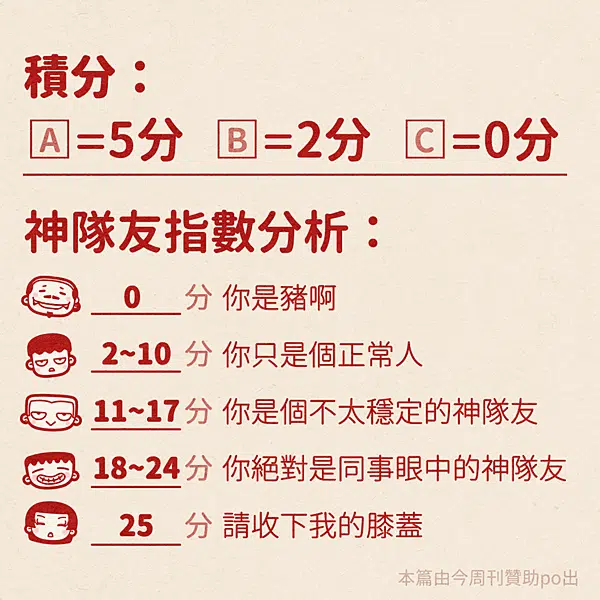 積分：
A=5分 B=2分 C=0分
神隊友指數分析：
0 分 你是豬啊
2~10 分 你只是個正常人
11~17 分 你是個不太穩定的神隊友
18~24 分 你絕對是同事眼中的神隊友
25 分 請收下我的膝蓋
本篇由今周刊贊助po出